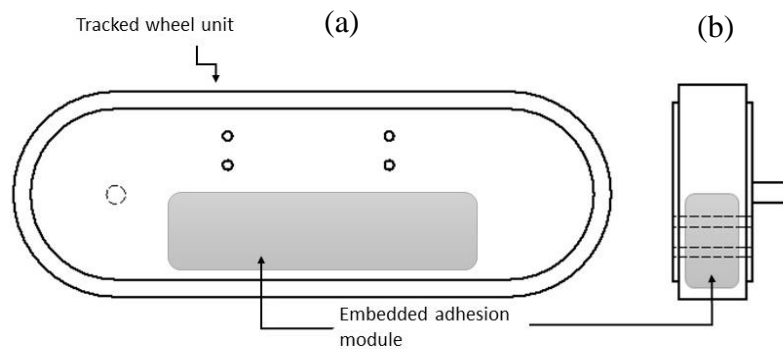 Tracked wheel unit
(a)
(b)
Embedded adhesion
module